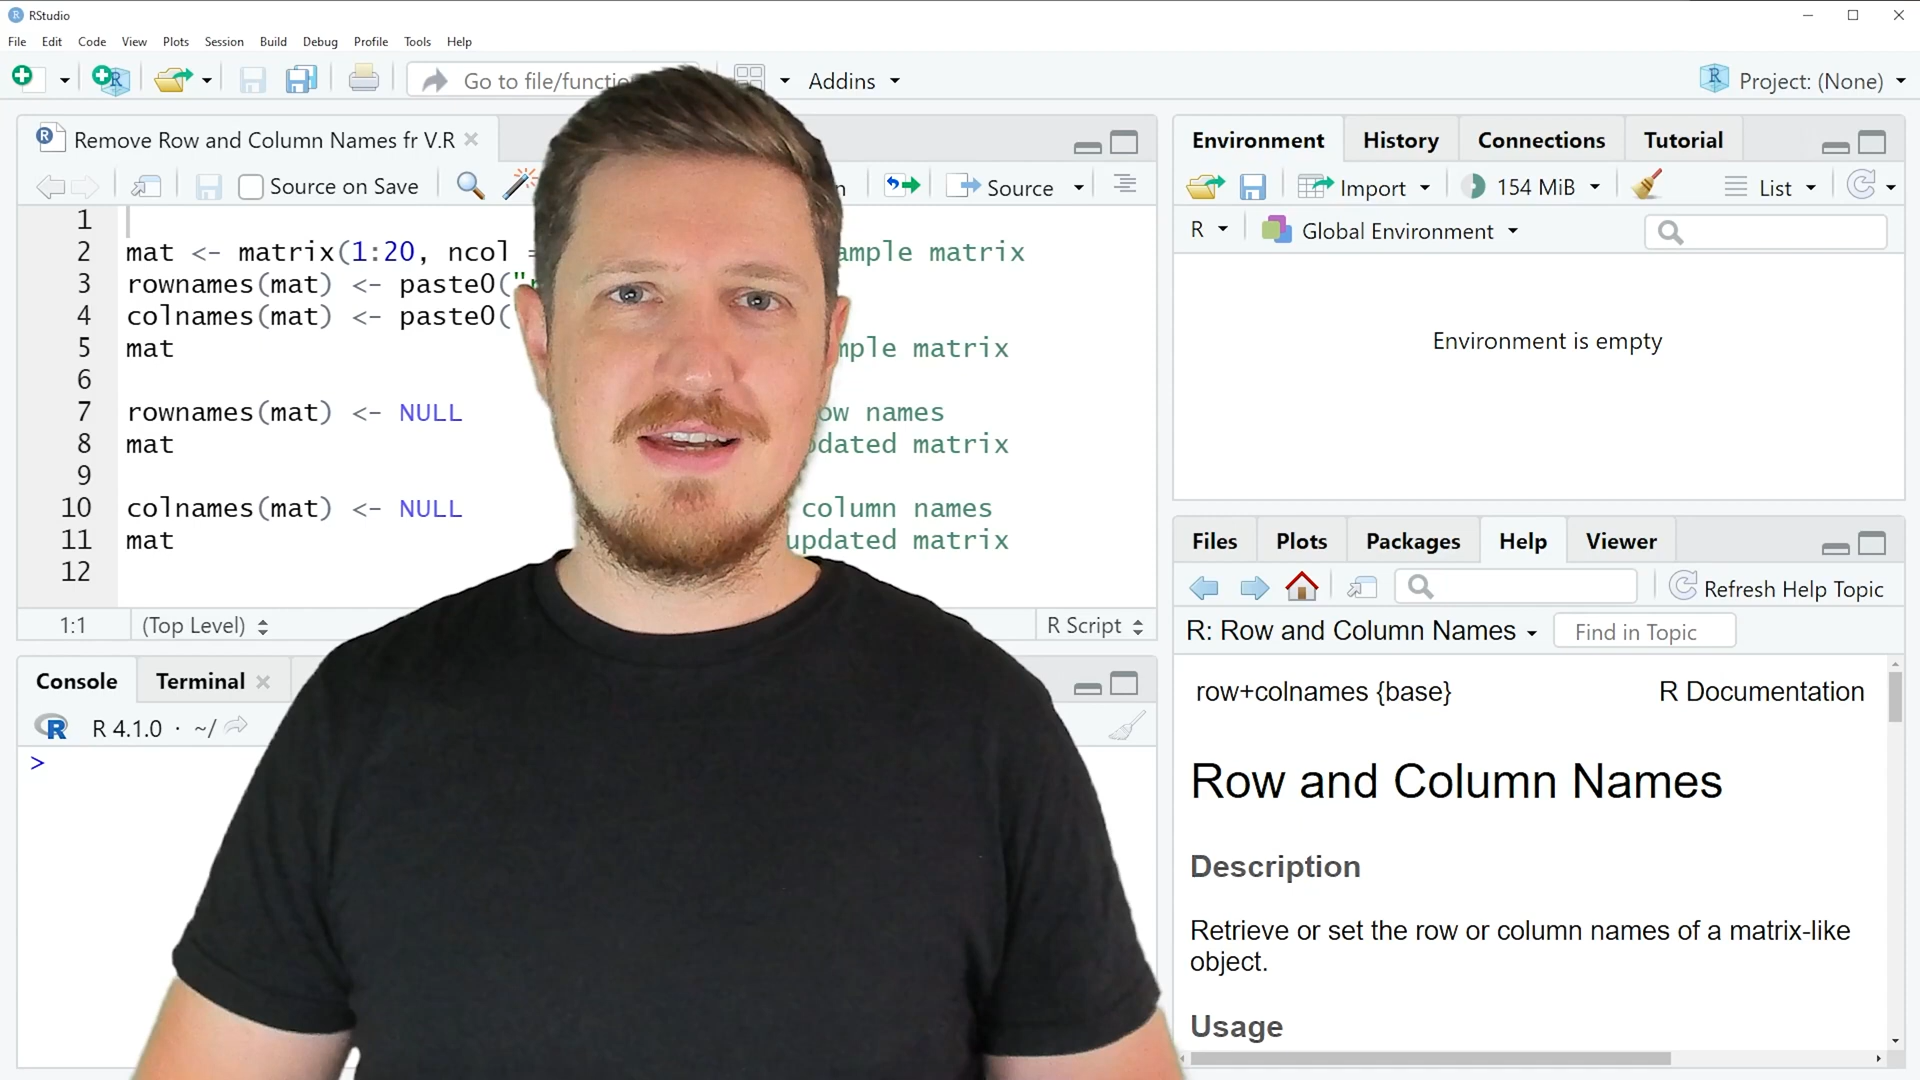 RStudio
File Edit Code View Plots Session Build Debug Profile Tools Help
Go to file/functio
Addins
Project: (None)
Remove Row and Column Names fr V.R
Source on Save
Source
1
2 mat <- matrix(1:20, ncol = ample matrix
3 rownames(mat) <- paste0("r
4 colnames(mat) <- paste0(
5 mat mple matrix
6
7 rownames(mat) <- NULL ow names
8 mat pdated matrix
9
10 colnames(mat) <- NULL column names
11 mat updated matrix
12
1:1 (Top Level) R Script
Console Terminal
R 4.1.0 · ~/
>
Environment History Connections Tutorial
Import 154 MiB List
R Global Environment
Environment is empty
Files Plots Packages Help Viewer
Refresh Help Topic
R: Row and Column Names Find in Topic
row+colnames {base} R Documentation
Row and Column Names
Description
Retrieve or set the row or column names of a matrix-like
object.
Usage